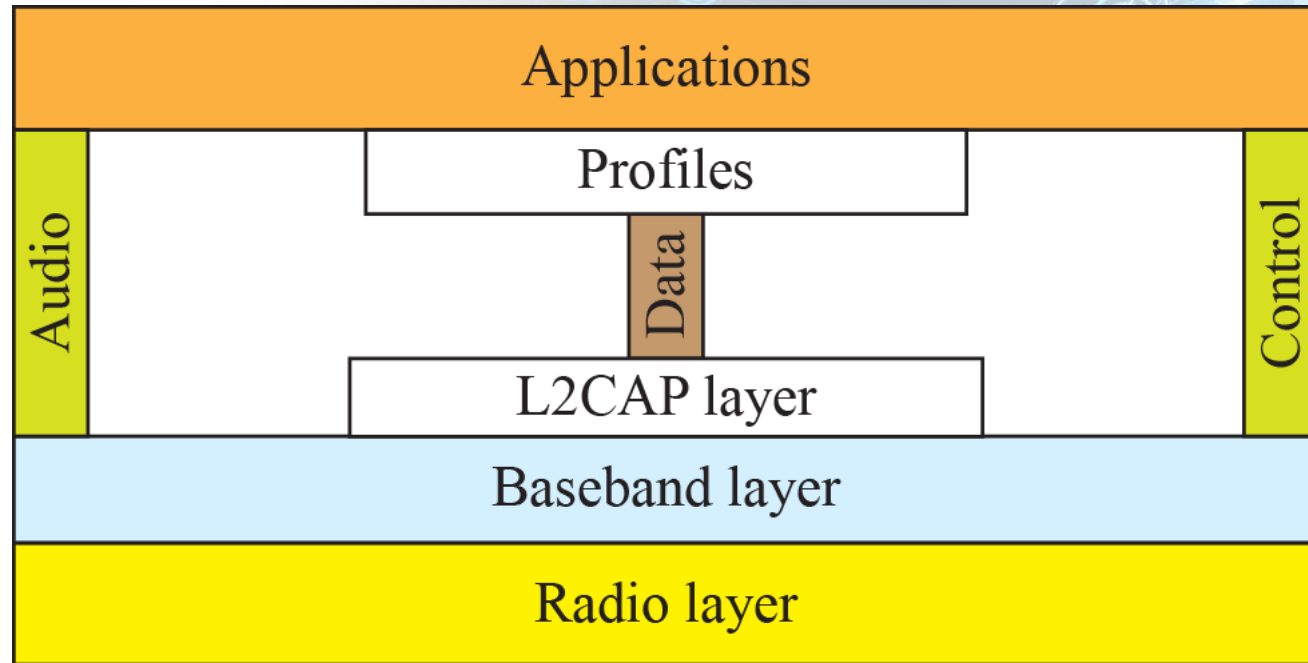 Applications
Profiles
Audio
Data
Control
L2CAP layer
Baseband layer
Radio layer